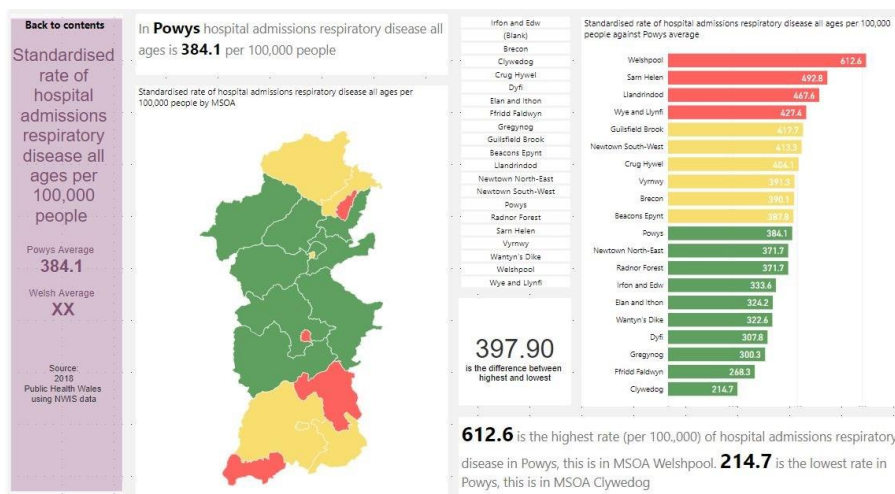 Back to contents
Standardised
rate of
hospital
admissions
respiratory
disease all
ages per
100,000
people
Powys Average
384.1
Welsh Average
XX
Source:
2018
Public Health Wales
using NWIS data
In Powys hospital admissions respiratory disease all
ages is 384.1 per 100,000 people
Standardised rate of hospital admissions respiratory disease all ages per
100,000 people by MSOA
Irfon and Edw
(Blank)
Brecon
Clywedog
Crug Hywel
Dyfi
Elan and Ithon
Ffridd Faldwyn
Gregynog
Guilsfield Brook
Beacons Epynt
Llandrindod
Newtown North-East
Newtown South-West
Powys
Radnor Forest
Sarn Helen
Vyrnwy
Wantyn's Dike
Welshpool
Wye and Llynfi
397.90
is the difference between
highest and lowest
Standardised rate of hospital admissions respiratory disease all ages per 100,000
people against Powys average
Welshpool 612.6
Sarn Helen 492.8
Llandrindod 467.6
Wye and Llynfi 427.4
Guilsfield Brook 417.7
Newtown South-West 413.3
Crug Hywel 404.1
Vyrnwy 391.3
Brecon 390.1
Beacons Epynt 387.8
Powys 384.1
Newtown North-East 371.7
Radnor Forest 371.7
Irfon and Edw 333.6
Elan and Ithon 324.2
Wantyn's Dike 322.6
Dyfi 307.8
Gregynog 300.3
Ffridd Faldwyn 268.3
Clywedog 214.7
612.6 is the highest rate (per 100.,000) of hospital admissions respiratory
disease in Powys, this is in MSOA Welshpool. 214.7 is the lowest rate in
Powys, this is in MSOA Clywedog